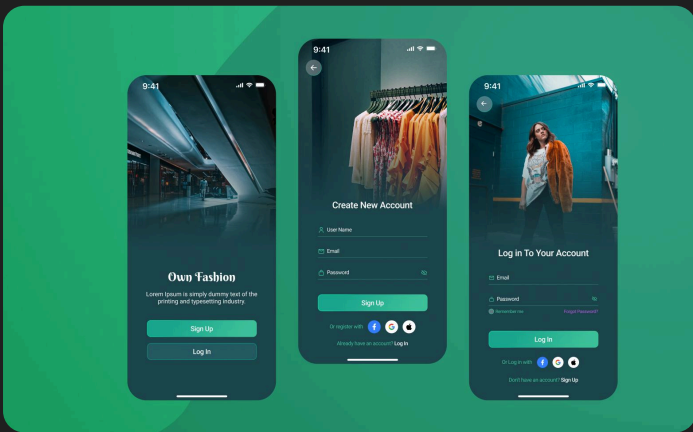 9:41
Own Fashion
Lorem Ipsum is simply dummy text of the
printing and typesetting industry.
Sign Up
Log In
9:41
Create New Account
User Name
Email
Password
Sign Up
Or register with
G
Already have an account? Log In
9:41
Log in To Your Account
Email
Password
Remember me
Forgot Password?
Log In
Or Log in with
G
Don't have an account? Sign Up